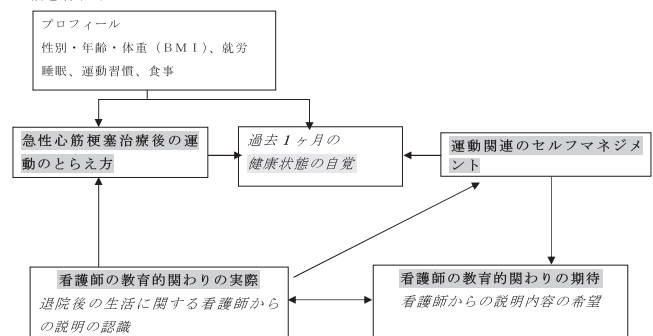 プロフィール
性別・年齢・体重（ＢＭＩ）、就労
睡眠、運動習慣、食事
急性心筋梗塞治療後の運
動のとらえ方
過去１ヶ月の
健康状態の自覚
運動関連のセルフマネジメ
ント
看護師の教育的関わりの実際
退院後の生活に関する看護師から
の説明の認識
看護師の教育的関わりの期待
看護師からの説明内容の希望